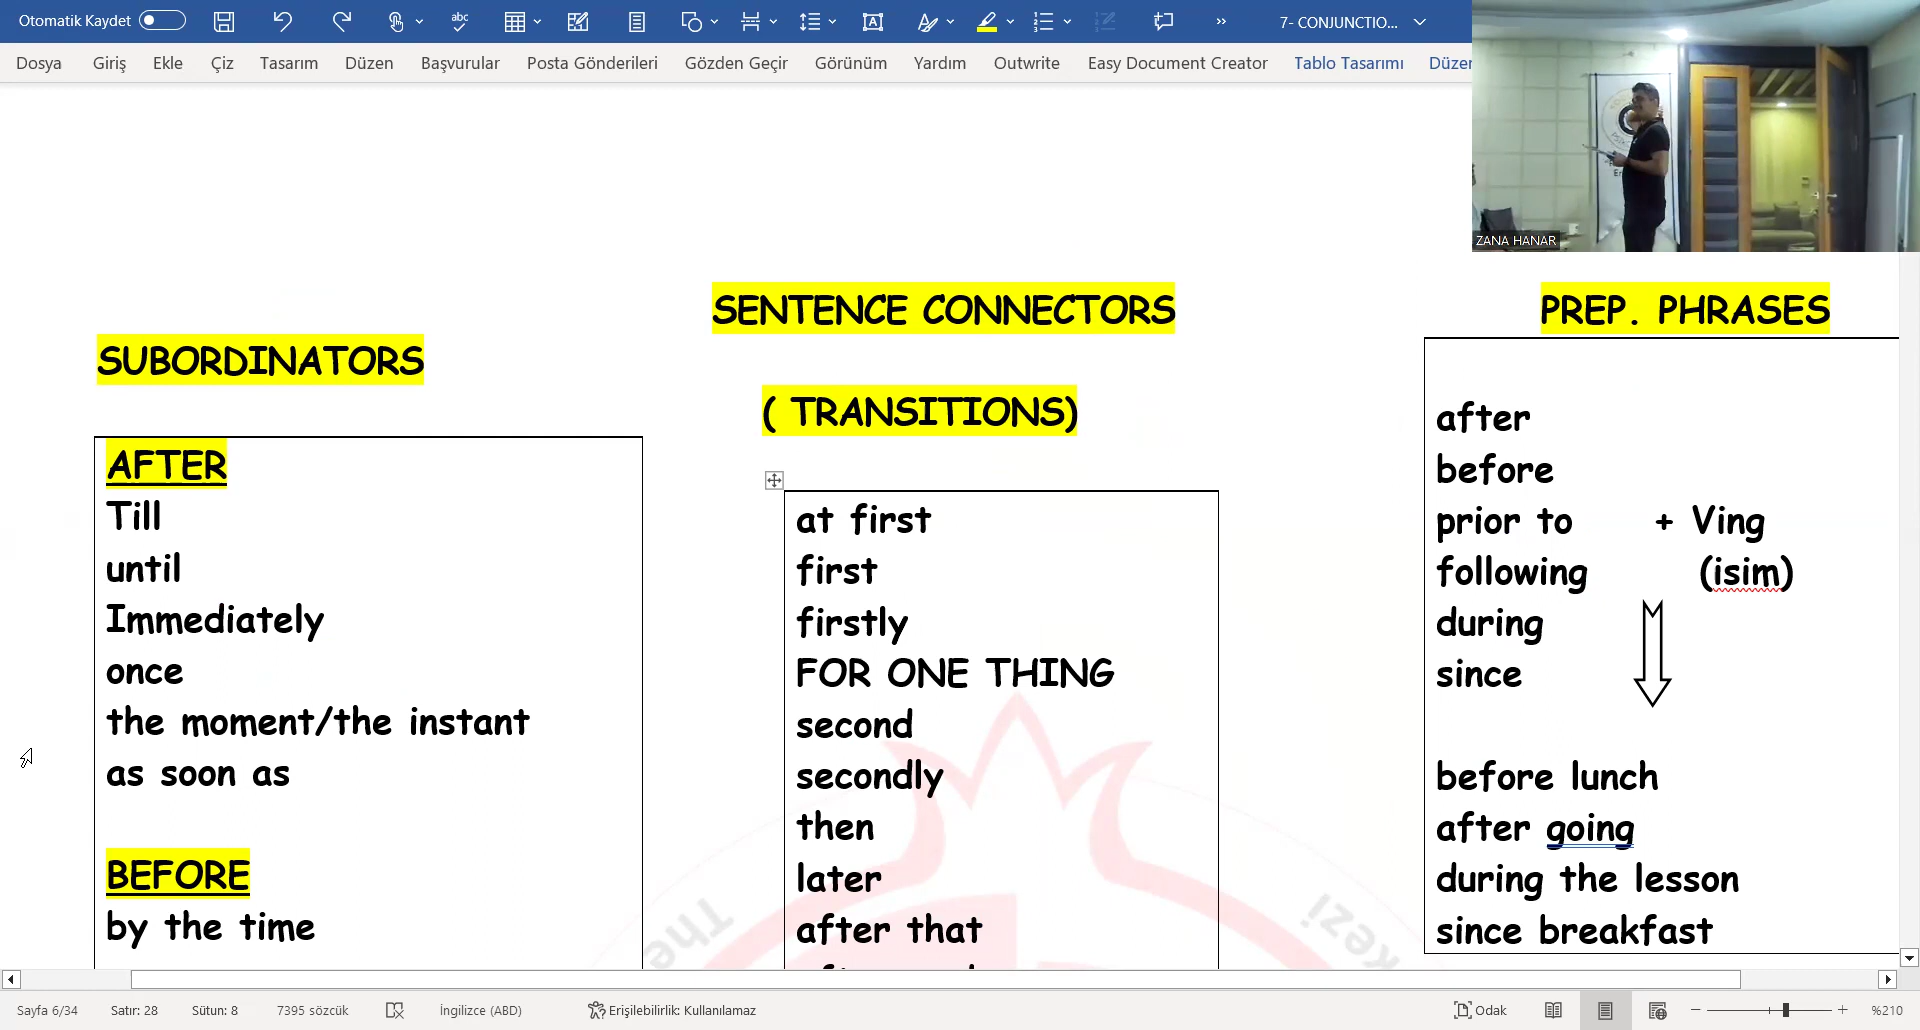 Otomatik Kaydet
abc
A
7- CONJUNCTIO...
Dosya Giriş Ekle Çiz Tasarım Düzen Başvurular Posta Gönderileri Gözden Geçir Görünüm Yardım Outwrite Easy Document Creator Tablo Tasarımı Düzen
ZANA HANAR
SUBORDINATORS
AFTER
Till
until
Immediately
once
the moment/the instant
as soon as
BEFORE
by the time
SENTENCE CONNECTORS
( TRANSITIONS)
at first
first
firstly
FOR ONE THING
second
secondly
then
later
after that
The
kezi
PREP. PHRASES
after
before
prior to + Ving
following (isim)
during
since
before lunch
after going
during the lesson
since breakfast
Sayfa 6/34 Satır: 28 Sütun: 8 7395 sözcük İngilizce (ABD) Erişilebilirlik: Kullanılamaz Odak %210